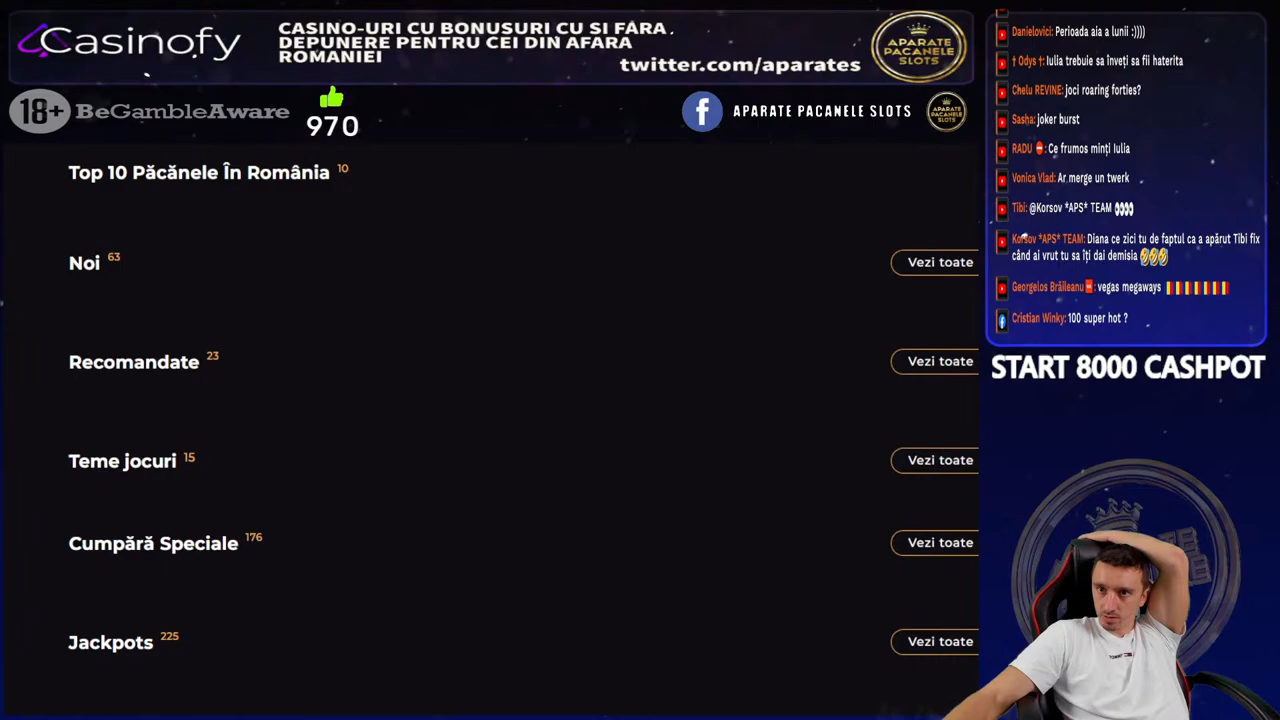 Casinofy
CASINO-URI CU BONUSURI CU SI FARA
DEPUNERE PENTRU CEI DIN AFARA
ROMANIEI
twitter.com/aparates
APARATE
PACANELE
SLOTS
18+ BeGambleAware
970
APARATE PACANELE SLOTS
Top 10 Păcănele În România 10
Noi 63
Vezi toate
Recomandate 23
Vezi toate
Teme jocuri 15
Vezi toate
Cumpără Speciale 176
Vezi toate
Jackpots 225
Vezi toate
Danielovici: Perioada aia a lunii :))))
† Odys †: Iulia trebuie sa inveți sa fii haterita
Chelu REVINE: joci roaring forties?
Sasha: joker burst
RADU ⛔: Ce frumos minți Iulia
Vonica Vlad: Ar merge un twerk
Tibi: @Korsov *APS* TEAM 👀👀
Korsov *APS* TEAM: Diana ce zici tu de faptul ca a apărut Tibi fix
când ai vrut tu sa îți dai demisia 🤣🤣🤣
Georgelos Brăileanu: vegas megaways
Cristian Winky: 100 super hot ?
START 8000 CASHPOT